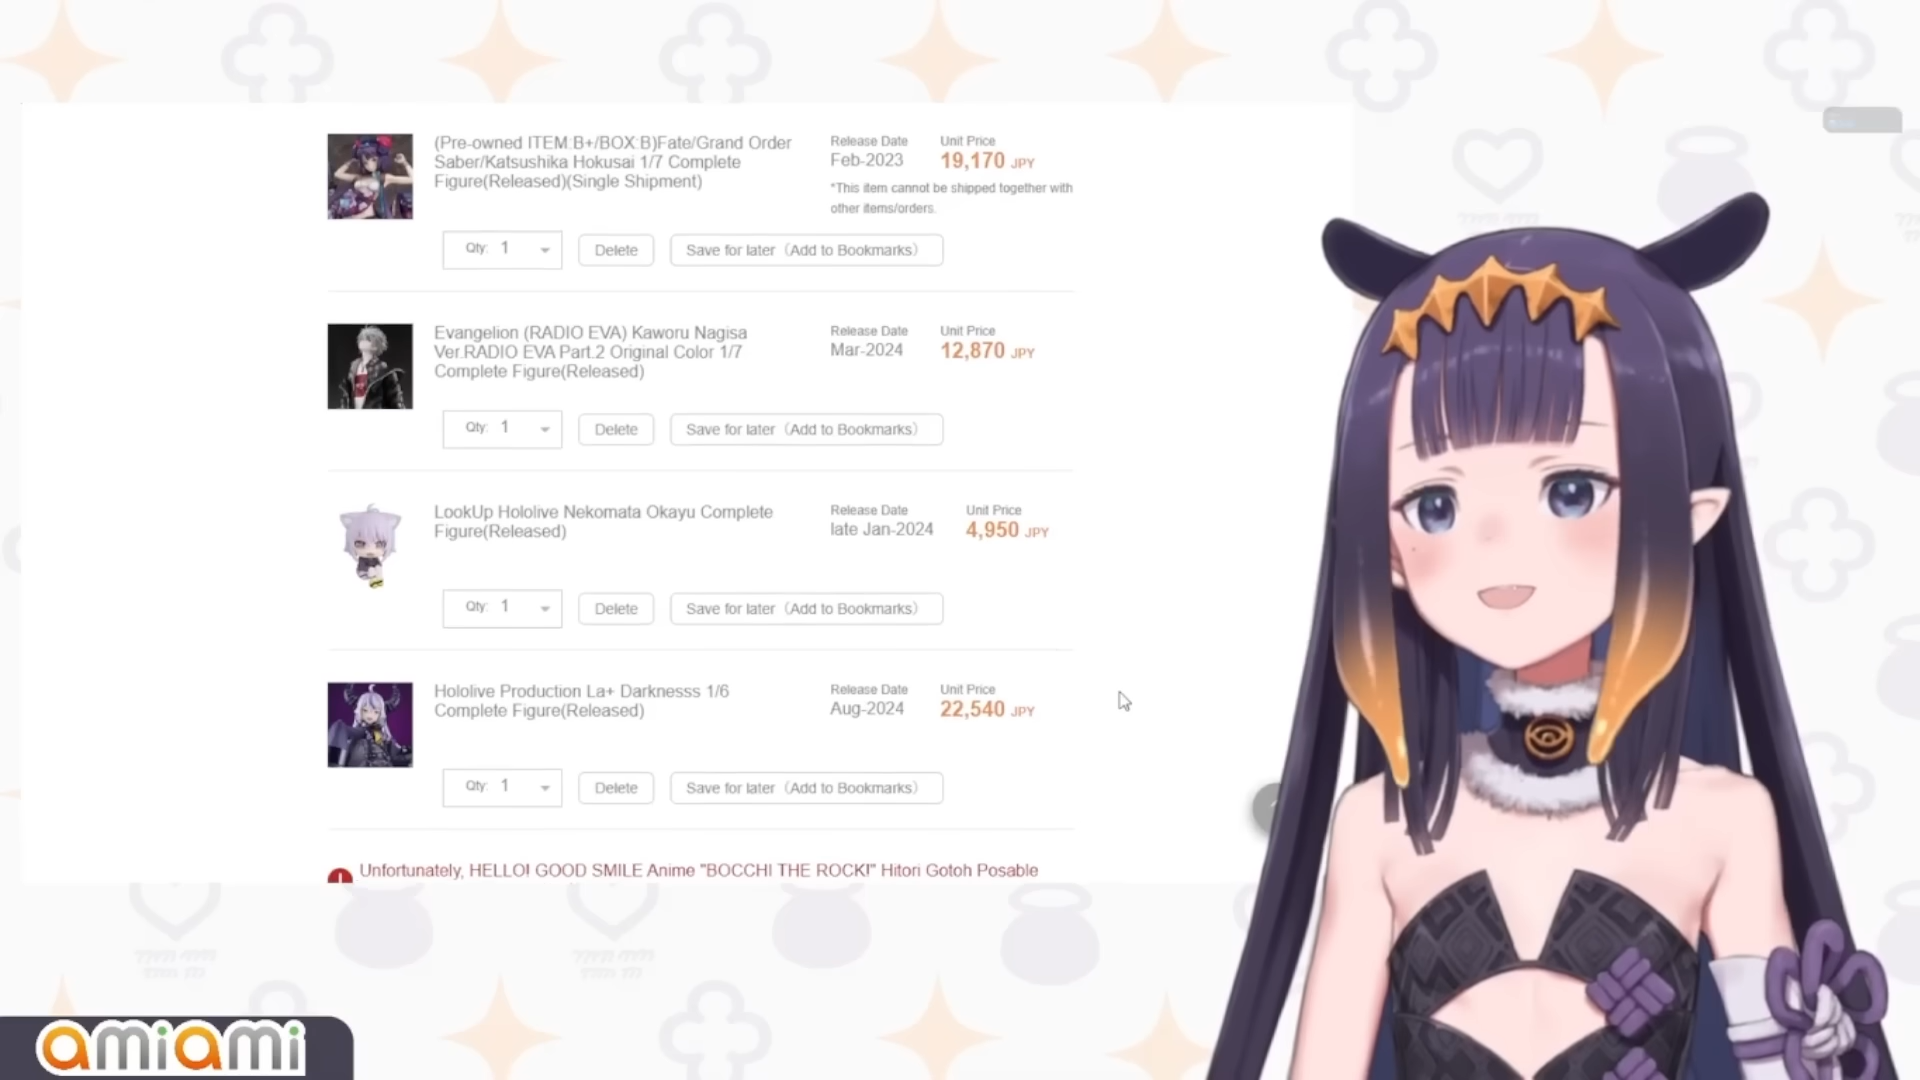 (Pre-owned ITEM:B+/BOX:B)Fate/Grand Order
Saber/Katsushika Hokusai 1/7 Complete
Figure(Released)(Single Shipment)
Release Date
Feb-2023
Unit Price
19,170 JPY
*This item cannot be shipped together with
other items/orders.
Qty: 1
Delete
Save for later（Add to Bookmarks）
Evangelion (RADIO EVA) Kaworu Nagisa
Ver.RADIO EVA Part.2 Original Color 1/7
Complete Figure(Released)
Release Date
Mar-2024
Unit Price
12,870 JPY
Qty: 1
Delete
Save for later（Add to Bookmarks）
LookUp Hololive Nekomata Okayu Complete
Figure(Released)
Release Date
late Jan-2024
Unit Price
4,950 JPY
Qty: 1
Delete
Save for later（Add to Bookmarks）
Hololive Production La+ Darknesss 1/6
Complete Figure(Released)
Release Date
Aug-2024
Unit Price
22,540 JPY
Qty: 1
Delete
Save for later（Add to Bookmarks）
Unfortunately, HELLO! GOOD SMILE Anime "BOCCHI THE ROCK!" Hitori Gotoh Posable
amiami